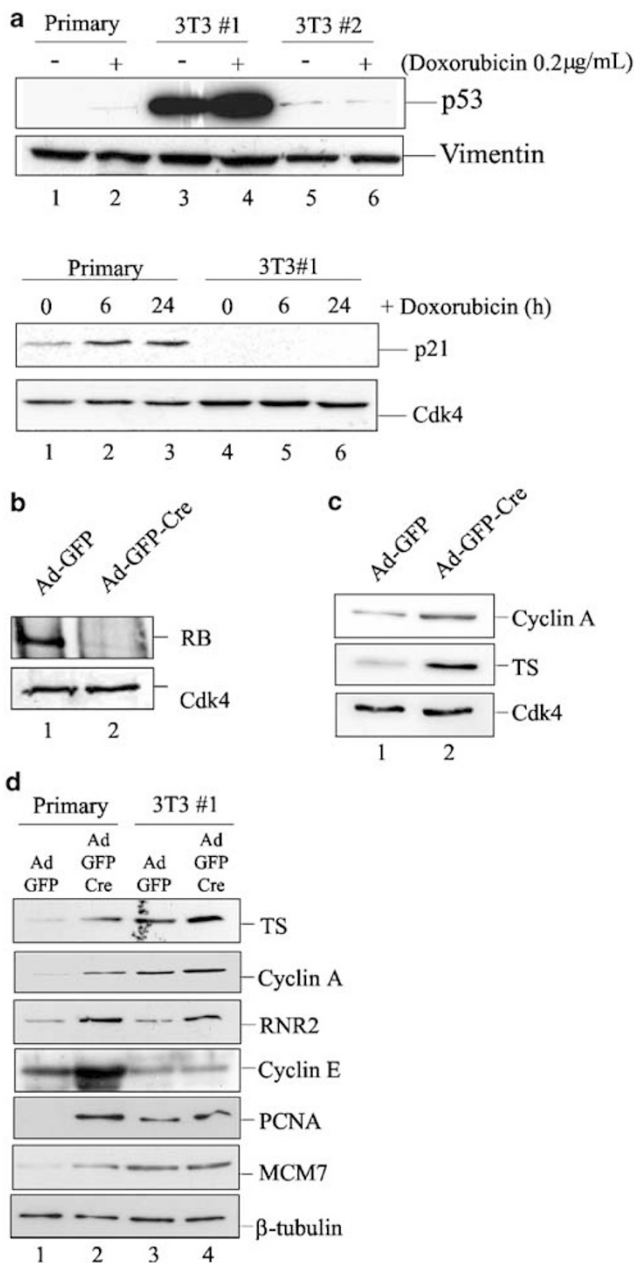 a
Primary 3T3 #1 3T3 #2
- + - + - + (Doxorubicin 0.2µg/mL)
p53
Vimentin
1 2 3 4 5 6
Primary 3T3#1
0 6 24 0 6 24 + Doxorubicin (h)
p21
Cdk4
1 2 3 4 5 6
b
Ad-GFP Ad-GFP-Cre
RB
Cdk4
1 2
c
Ad-GFP Ad-GFP-Cre
Cyclin A
TS
Cdk4
1 2
d
Primary 3T3 #1
Ad GFP Ad GFP Cre Ad GFP Ad GFP Cre
TS
Cyclin A
RNR2
Cyclin E
PCNA
MCM7
β-tubulin
1 2 3 4